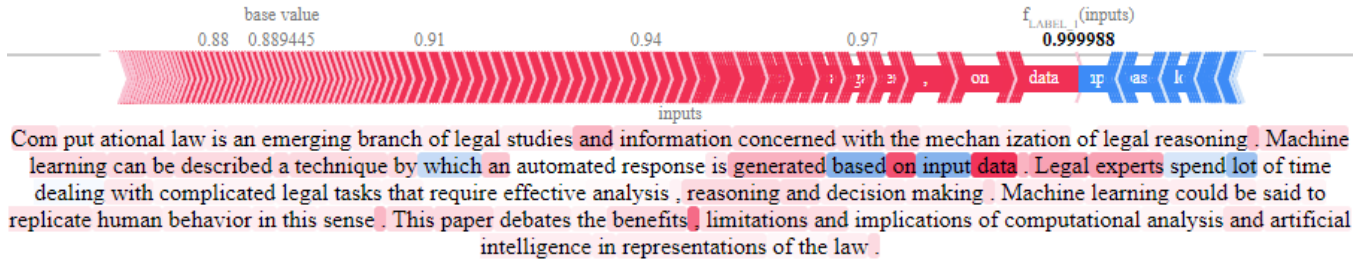 base value
f LABEL_1 (inputs)
0.88 0.889445 0.91 0.94 0.97 0.999988
, on data
inputs
Com put ational law is an emerging branch of legal studies and information concerned with the mechan ization of legal reasoning . Machine
learning can be described a technique by which an automated response is generated based on input data . Legal experts spend lot of time
dealing with complicated legal tasks that require effective analysis , reasoning and decision making . Machine learning could be said to
replicate human behavior in this sense . This paper debates the benefits , limitations and implications of computational analysis and artificial
intelligence in representations of the law .